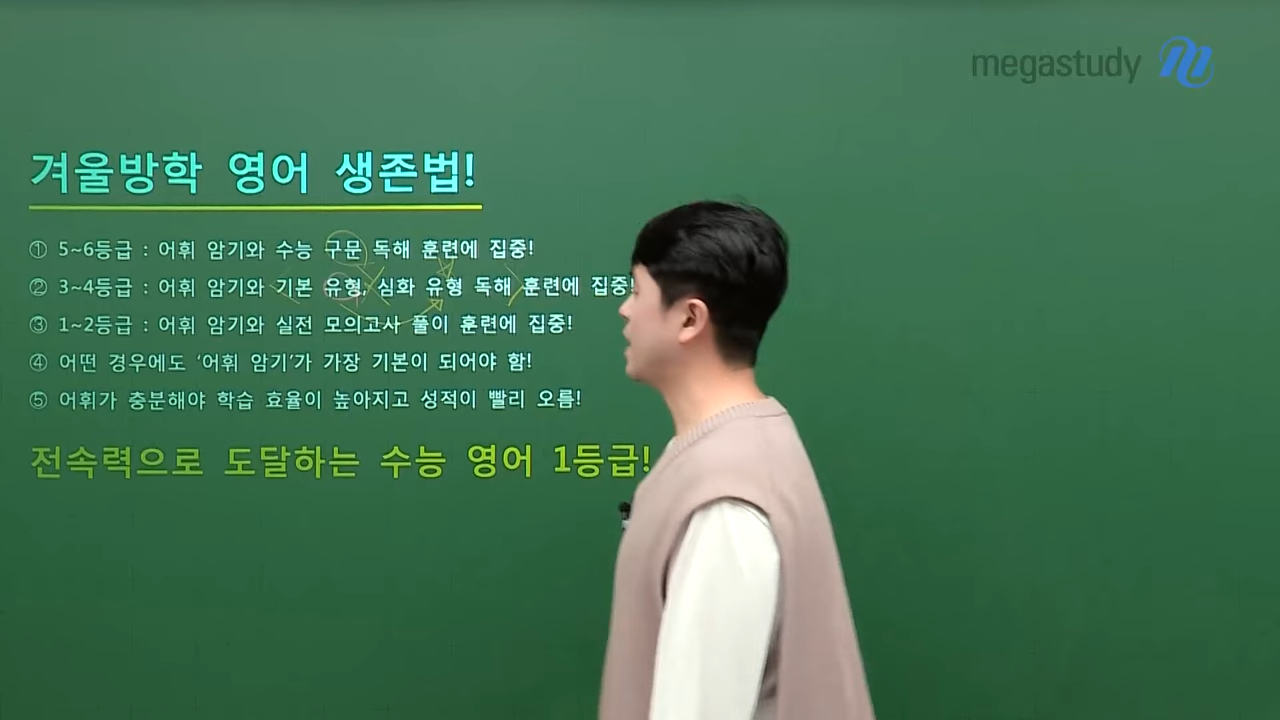 megastudy
겨울방학 영어 생존법!
① 5~6등급 : 어휘 암기와 수능 구문 독해 훈련에 집중!
② 3~4등급 : 어휘 암기와 기본 유형, 심화 유형 독해 훈련에 집중!
③ 1~2등급 : 어휘 암기와 실전 모의고사 풀이 훈련에 집중!
④ 어떤 경우에도 ‘어휘 암기’가 가장 기본이 되어야 함!
⑤ 어휘가 충분해야 학습 효율이 높아지고 성적이 빨리 오름!
전속력으로 도달하는 수능 영어 1등급!